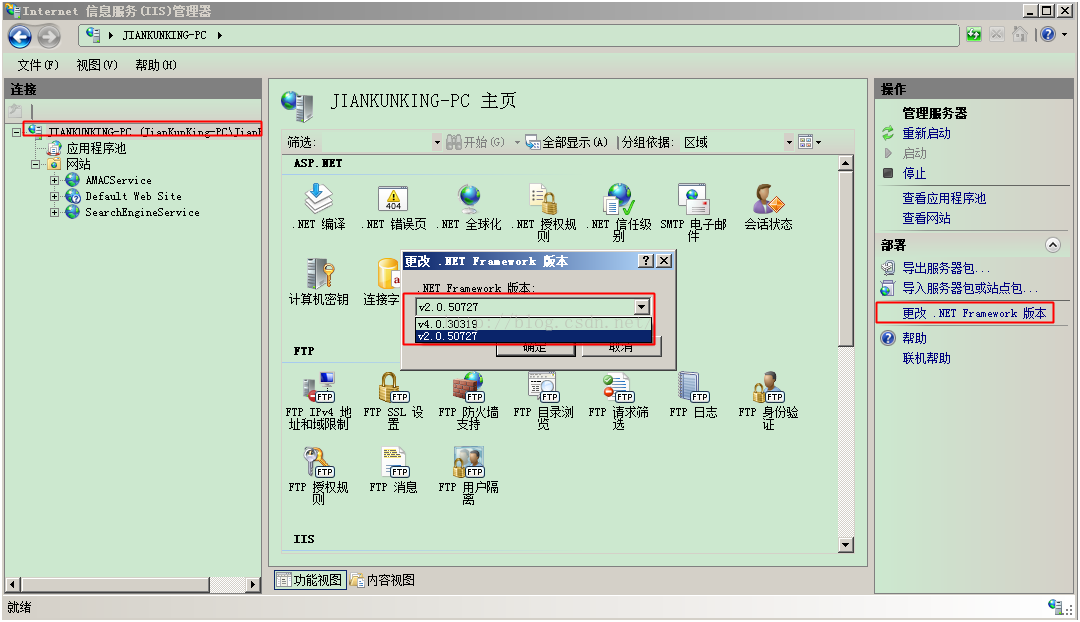 Internet 信息服务(IIS)管理器
JIANKUNKING-PC
文件(F) 视图(V) 帮助(H)
连接
JIANKUNKING-PC (JianKunKing-PC\JianK
应用程序池
网站
AMACService
Default Web Site
SearchEngineService
JIANKUNKING-PC 主页
筛选: 开始(G) 全部显示(A) 分组依据: 区域
ASP.NET
.NET 编译
.NET 错误页
.NET 全球化
.NET 授权规则
.NET 信任级别
SMTP 电子邮件
会话状态
404
计算机密钥
连接字
更改 .NET Framework 版本
.NET Framework 版本:
v2.0.50727
v4.0.30319
v2.0.50727
://blog.csdn.net/
确定
取消
FTP
FTP IPv4 地址和域限制
FTP SSL 设置
FTP 防火墙支持
FTP 目录浏览
FTP 请求筛选
FTP 日志
FTP 身份验证
FTP 授权规则
FTP 消息
FTP 用户隔离
IIS
功能视图
内容视图
操作
管理服务器
重新启动
启动
停止
查看应用程序池
查看网站
部署
导出服务器包...
导入服务器包或站点包...
更改 .NET Framework 版本
帮助
联机帮助
就绪